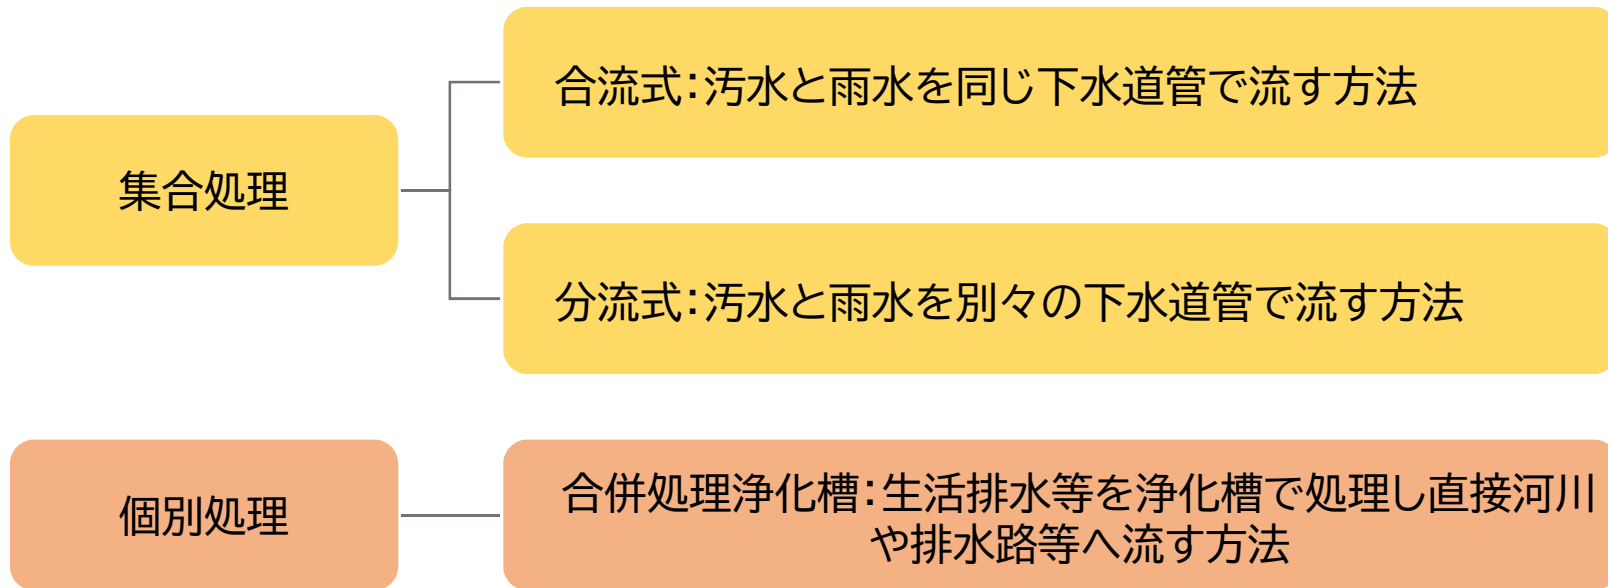 集合処理
合流式：汚水と雨水を同じ下水道管で流す方法
分流式：汚水と雨水を別々の下水道管で流す方法
個別処理
合併処理浄化槽：生活排水等を浄化槽で処理し直接河川
や排水路等へ流す方法